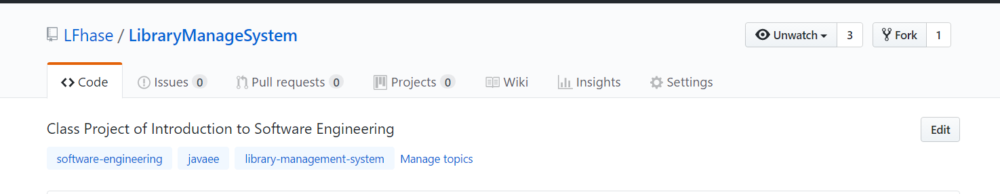 LFhase / LibraryManageSystem Unwatch 3 Fork 1
Code Issues 0 Pull requests 0 Projects 0 Wiki Insights Settings
Class Project of Introduction to Software Engineering Edit
software-engineering javaee library-management-system Manage topics